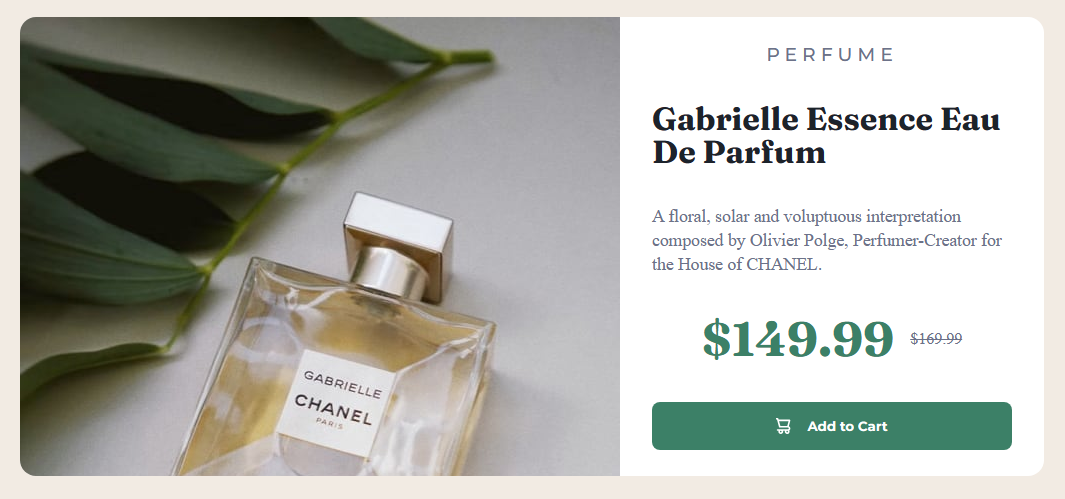 PERFUME
Gabrielle Essence Eau
De Parfum
A floral, solar and voluptuous interpretation
composed by Olivier Polge, Perfumer-Creator for
the House of CHANEL.
$149.99 $169.99
Add to Cart
GABRIELLE
CHANEL
PARIS